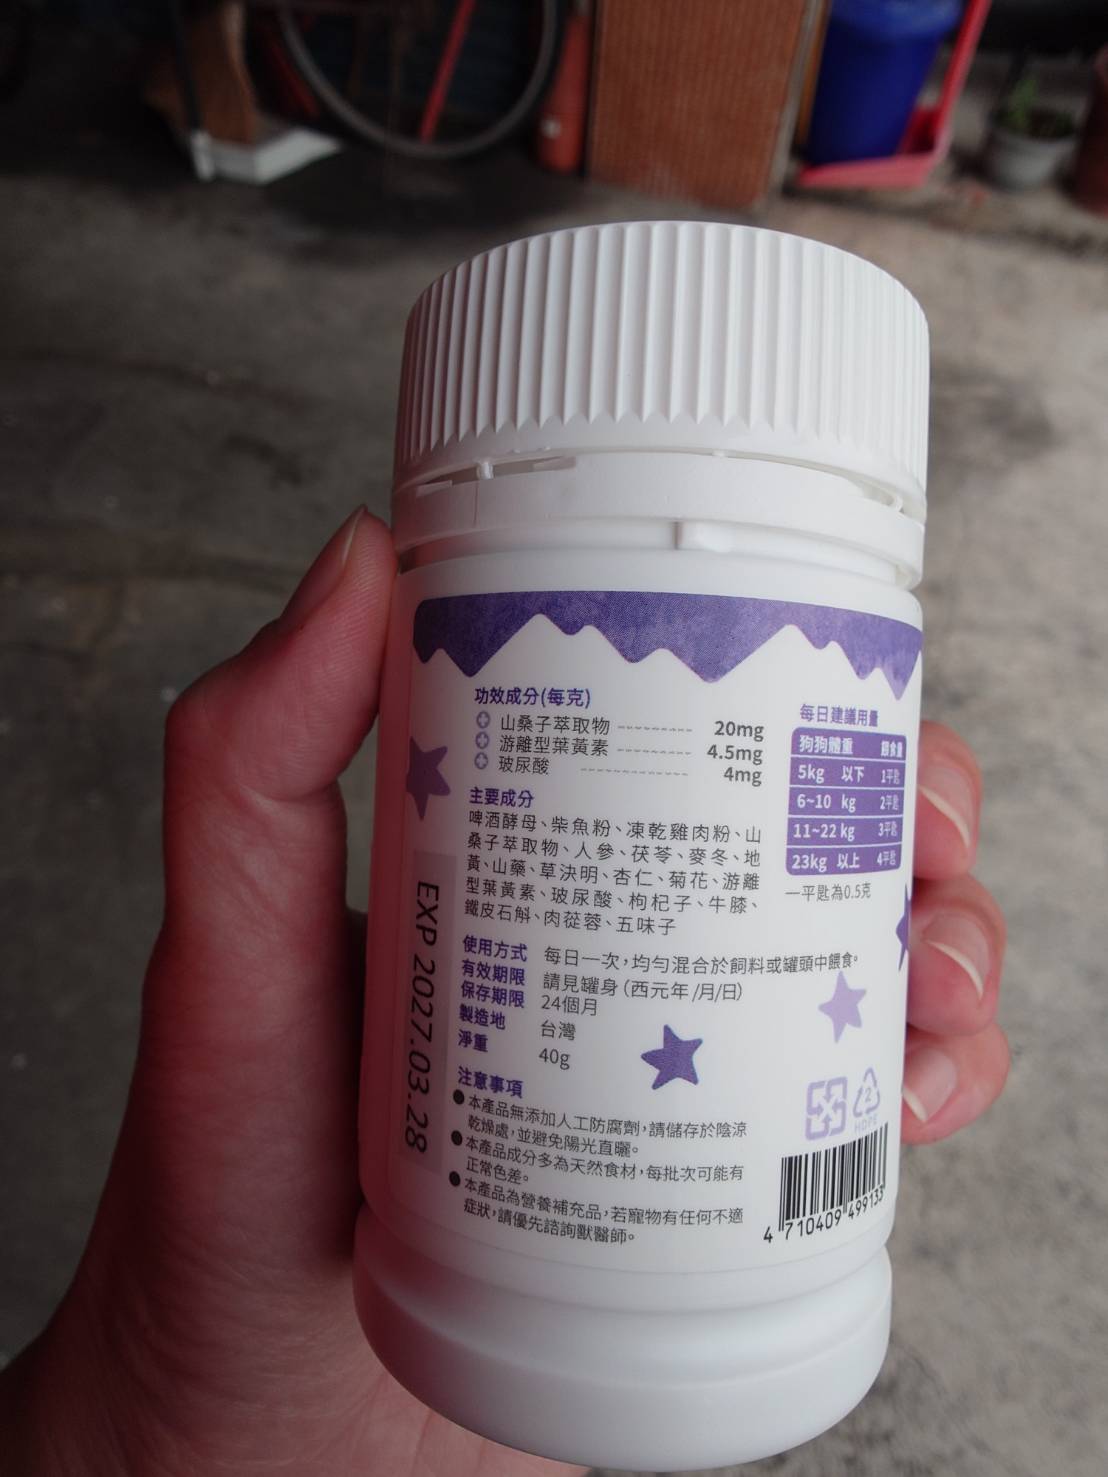 功效成分(每克)
山桑子萃取物 ---------- 20mg
游離型葉黃素 --------- 4.5mg
玻尿酸 ------------- 4mg
主要成分
啤酒酵母、柴魚粉、凍乾雞肉粉、山
桑子萃取物、人參、茯苓、麥冬、地
黃、山藥、草決明、杏仁、菊花、游離
型葉黃素、玻尿酸、枸杞子、牛膝、
鐵皮石斛、肉蓯蓉、五味子
每日建議用量
狗狗體重 餵食量
5kg 以下 1平匙
6~10 kg 2平匙
11~22 kg 3平匙
23kg 以上 4平匙
一平匙為0.5克
使用方式 每日一次,均勻混合於飼料或罐頭中餵食。
有效期限 請見罐身(西元年/月/日)
保存期限 24個月
製造地 台灣
淨重 40g
注意事項
●本產品無添加人工防腐劑,請儲存於陰涼
乾燥處,並避免陽光直曬。
●本產品成分多為天然食材,每批次可能有
正常色差。
●本產品為營養補充品,若寵物有任何不適
症狀,請優先諮詢獸醫師。
EXP 2027.03.28
2
HDPE
4 710409 499133